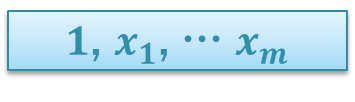 1, x₁, ⋯ xₘ